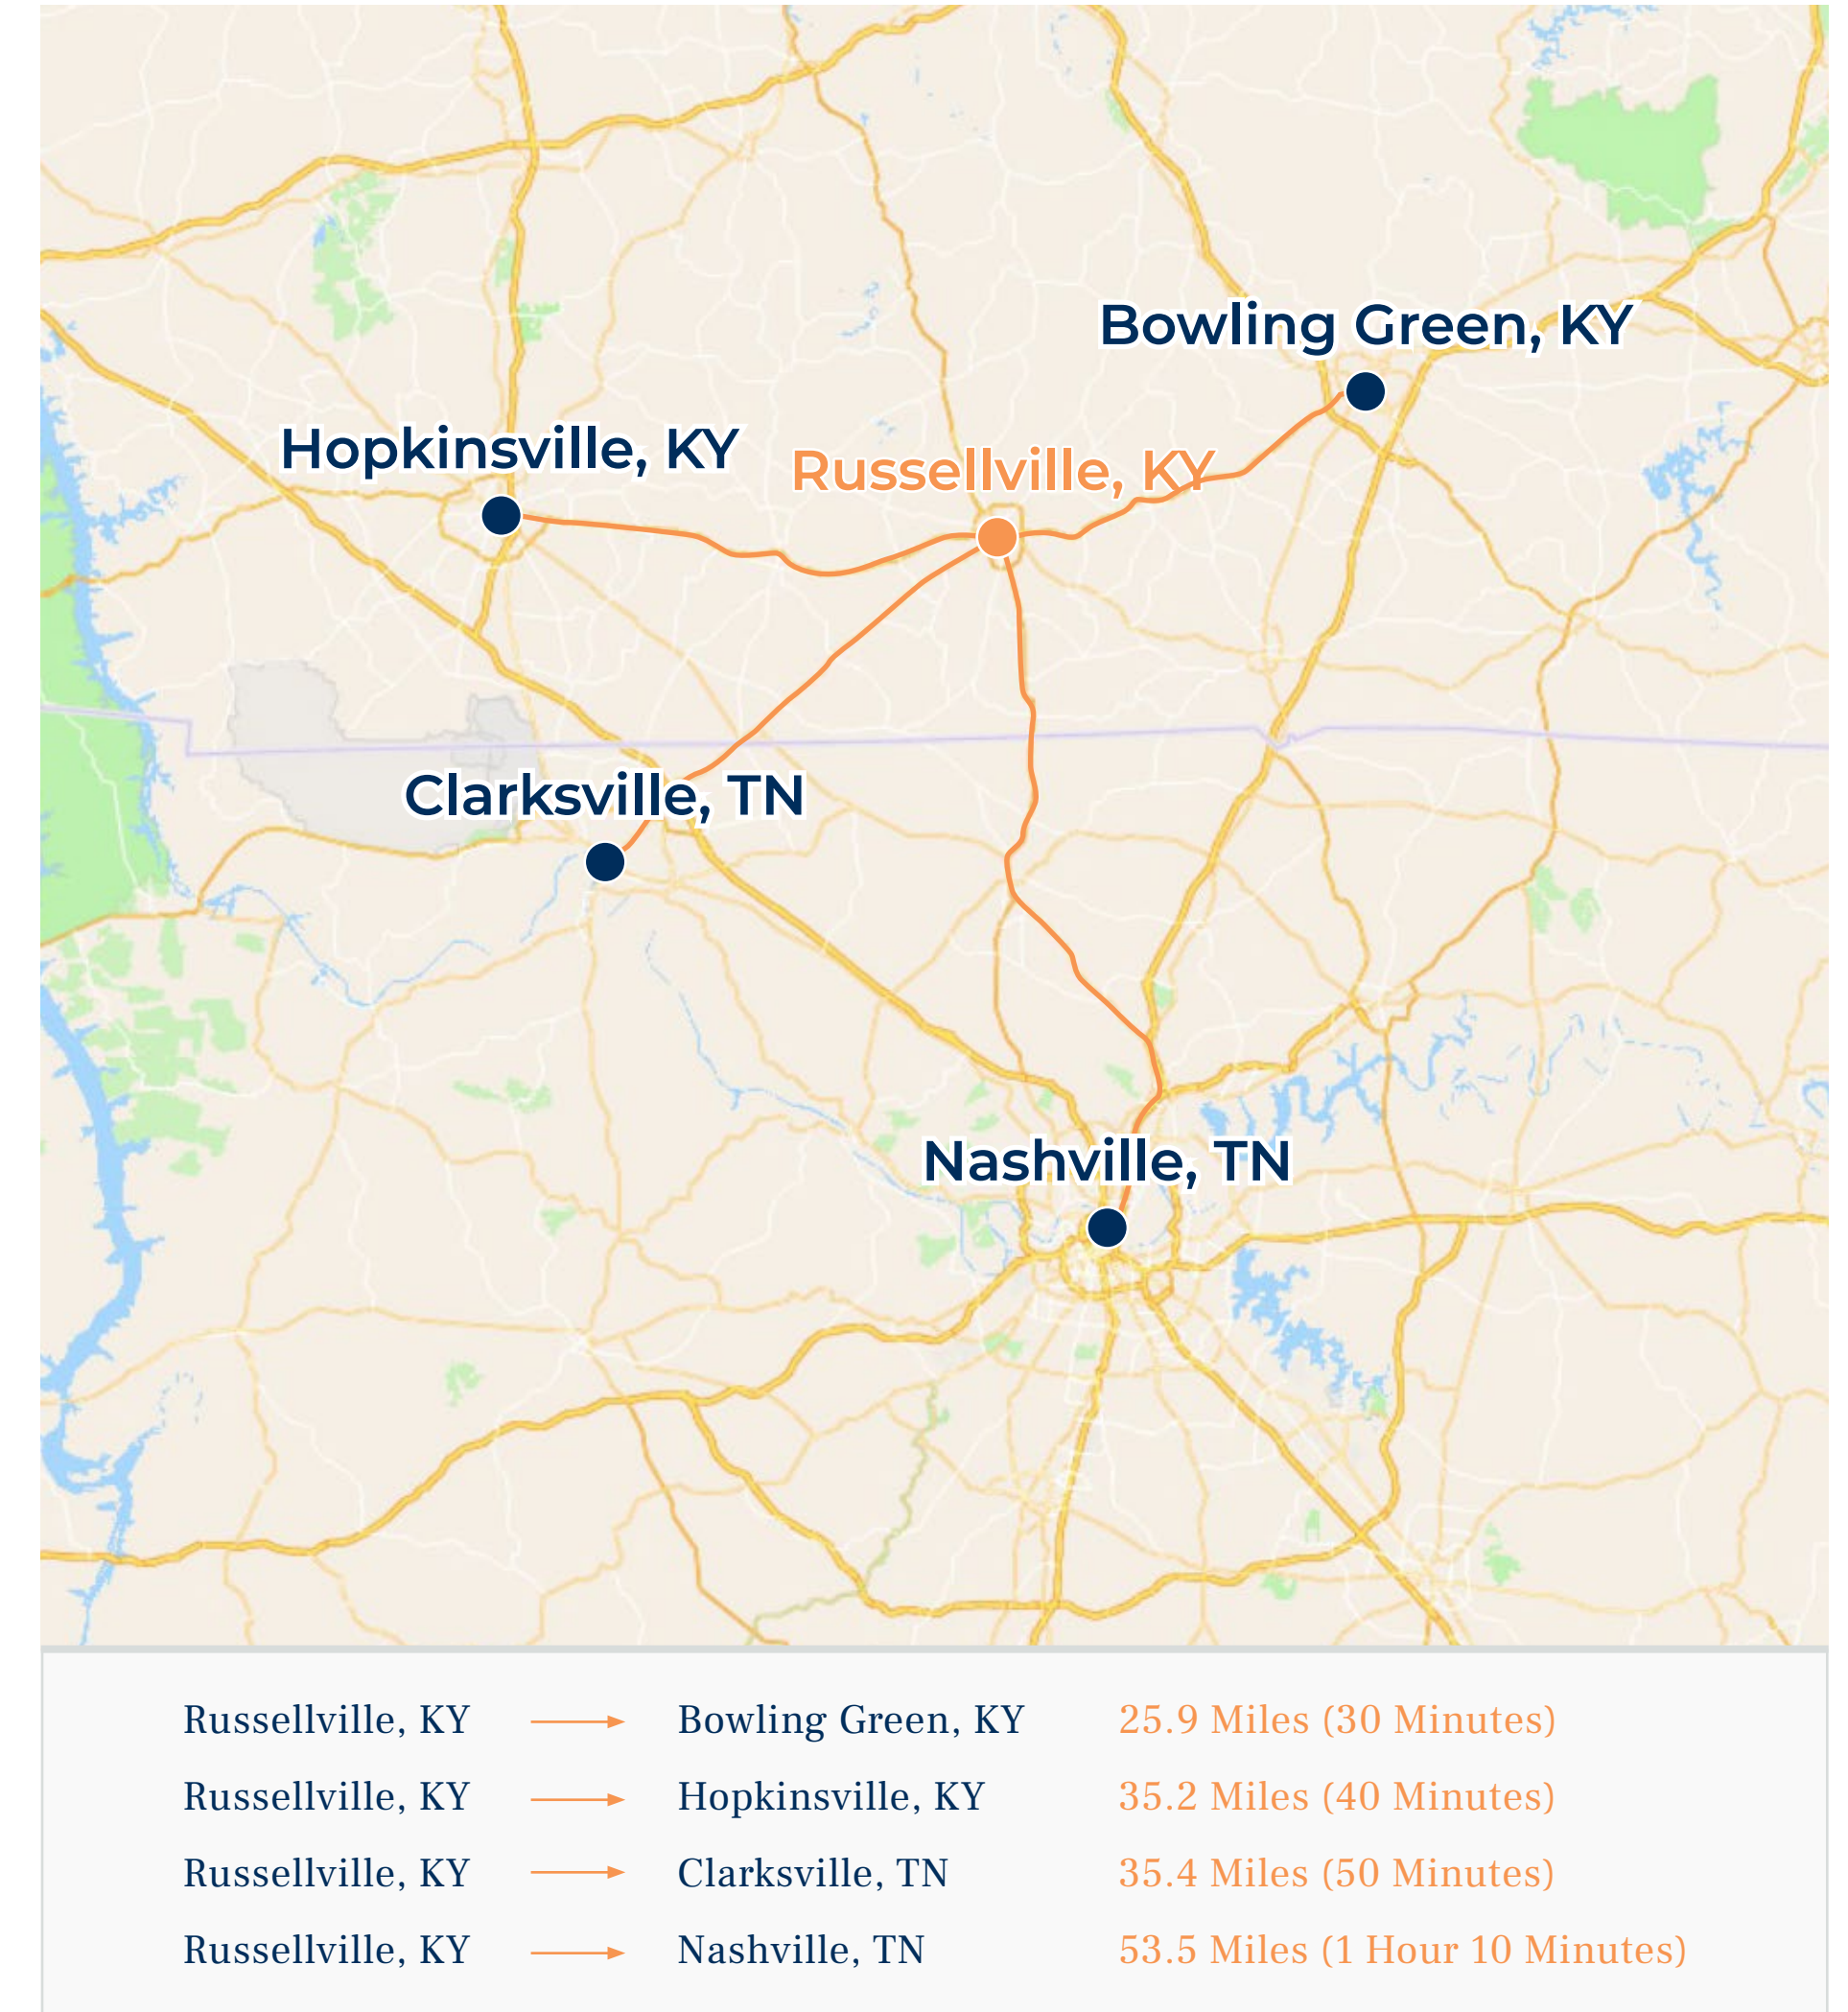 Bowling Green, KY
Hopkinsville, KY
Russellville, KY
Clarksville, TN
Nashville, TN
Russellville, KY Bowling Green, KY 25.9 Miles (30 Minutes)
Russellville, KY Hopkinsville, KY 35.2 Miles (40 Minutes)
Russellville, KY Clarksville, TN 35.4 Miles (50 Minutes)
Russellville, KY Nashville, TN 53.5 Miles (1 Hour 10 Minutes)